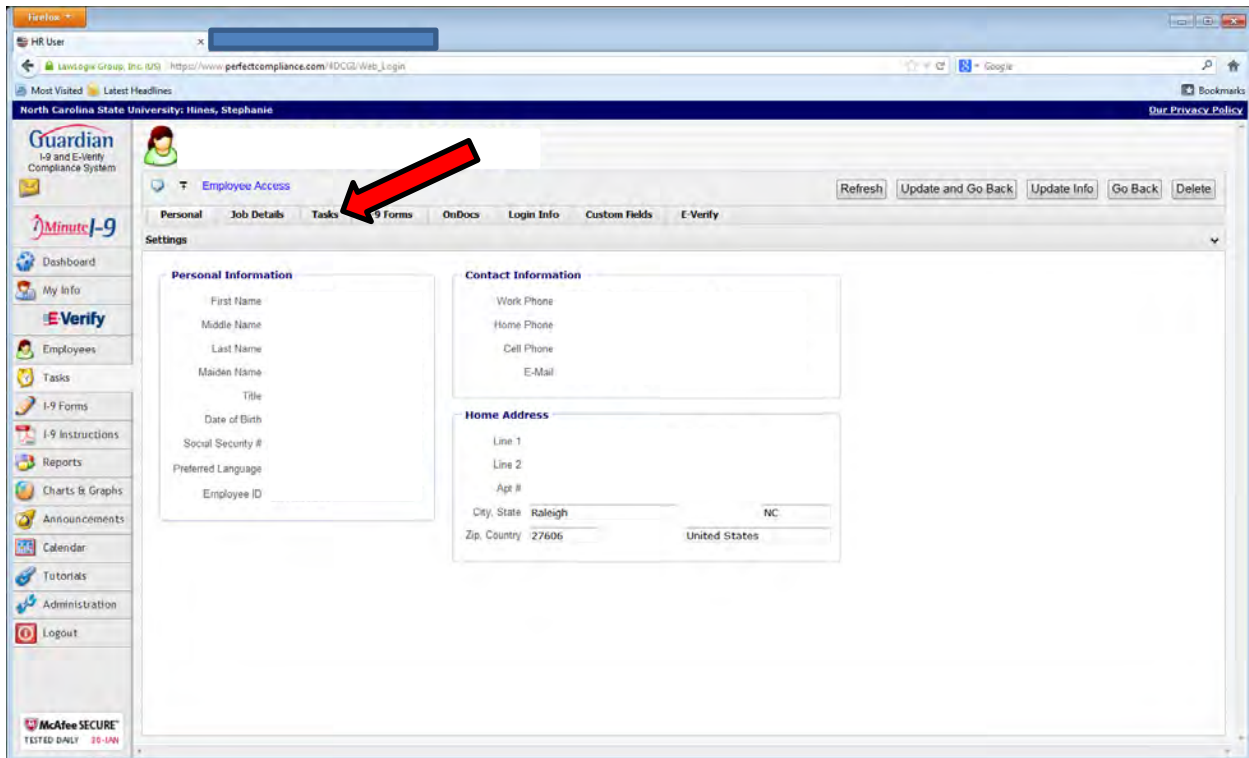 Firefox
HR User ×
LawLogix Group, Inc. (US) https://www.perfectcompliance.com/ Web_Login Google
Most Visited Latest Headlines Bookmarks
North Carolina State University: Hines, Stephanie Our Privacy Policy
Guardian
I-9 and E-Verify
Compliance System
Employee Access Refresh Update and Go Back Update Info Go Back Delete
Personal Job Details Tasks 9 Forms OnDocs Login Info Custom Fields E-Verify
Minute I-9
Settings
Dashboard
My Info
E-Verify
Employees
Tasks
I-9 Forms
I-9 Instructions
Reports
Charts & Graphs
Announcements
Calendar
Tutorials
Administration
Logout
McAfee SECURE
TESTED DAILY 30-JAN
Personal Information
First Name
Middle Name
Last Name
Maiden Name
Title
Date of Birth
Social Security #
Preferred Language
Employee ID
Contact Information
Work Phone
Home Phone
Cell Phone
E-Mail
Home Address
Line 1
Line 2
Apt #
City, State Raleigh NC
Zip, Country 27606 United States